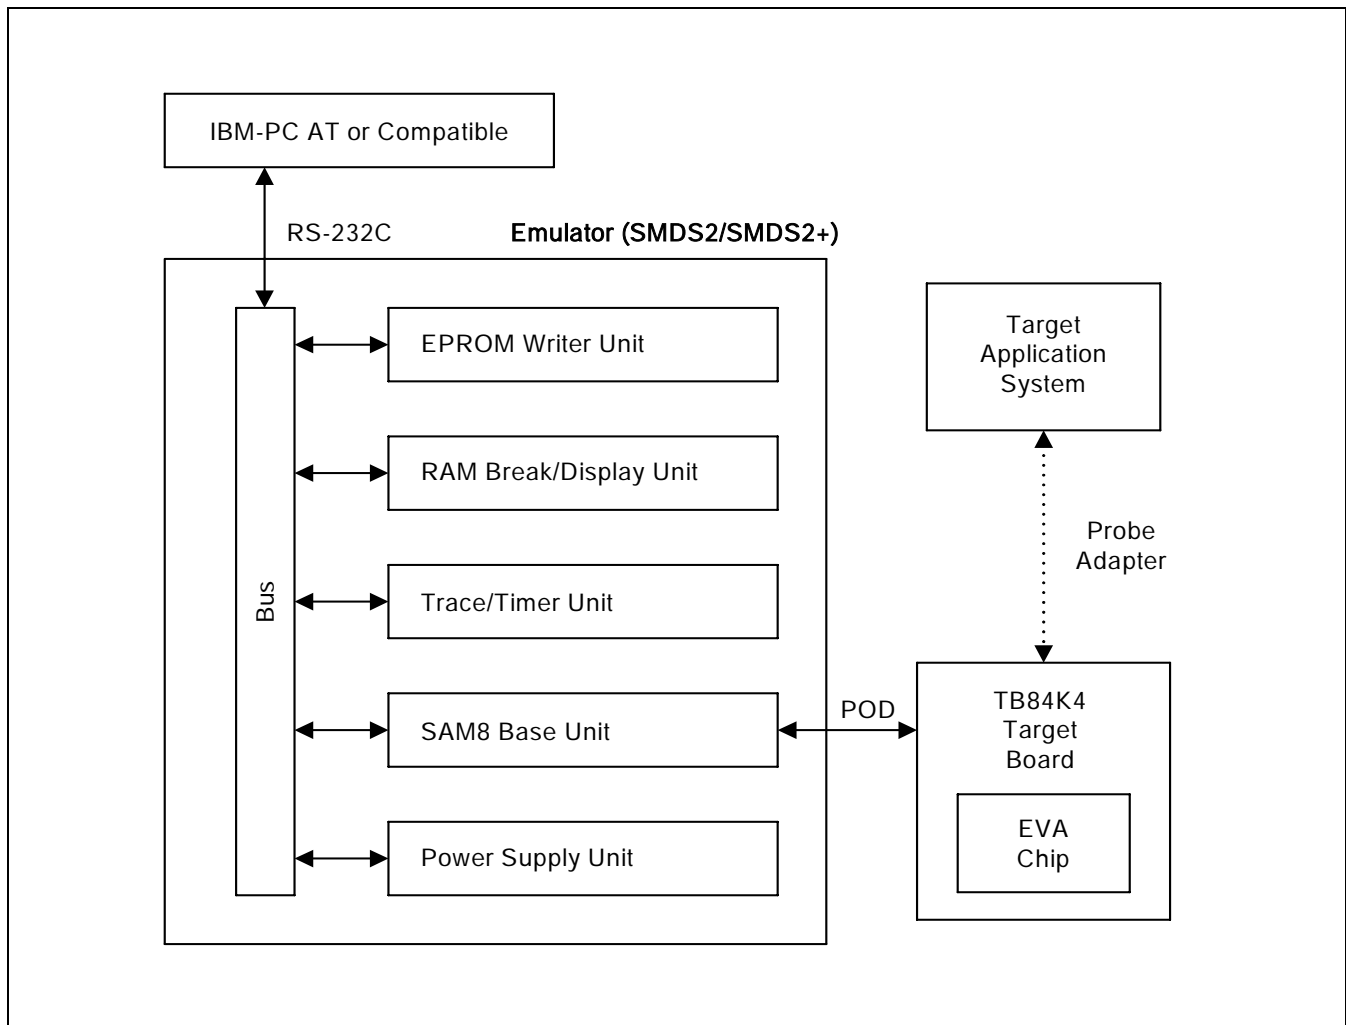 IBM-PC AT or Compatible
RS-232C
Emulator (SMDS2/SMDS2+)
EPROM Writer Unit
RAM Break/Display Unit
Trace/Timer Unit
SAM8 Base Unit
Power Supply Unit
Bus
POD
Target
Application
System
Probe
Adapter
TB84K4
Target
Board
EVA
Chip